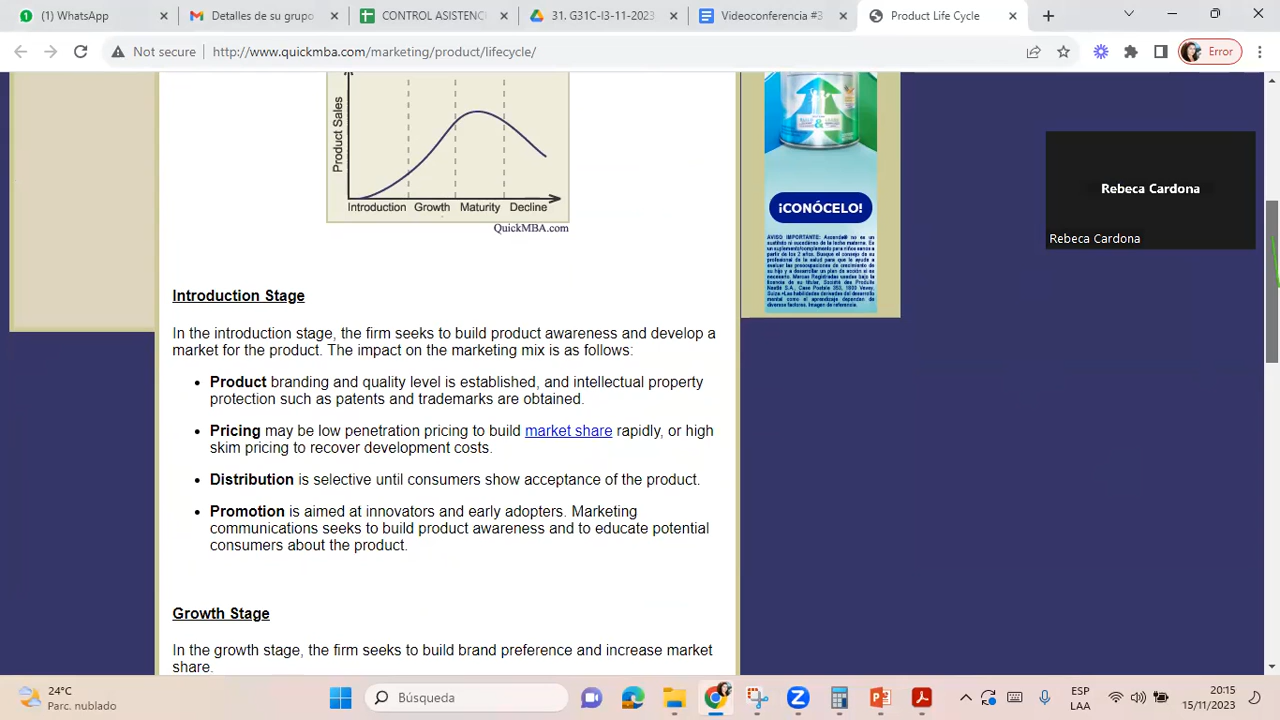 (1) WhatsApp
Detalles de su grupo
CONTROL ASISTENC
31. G31C-I3-11-2023
Videoconferencia #3
Product Life Cycle
Not secure
http://www.quickmba.com/marketing/product/lifecycle/
Error
Product Sales
Introduction Growth Maturity Decline
QuickMBA.com
Introduction Stage
In the introduction stage, the firm seeks to build product awareness and develop a
market for the product. The impact on the marketing mix is as follows:
• Product branding and quality level is established, and intellectual property
protection such as patents and trademarks are obtained.
• Pricing may be low penetration pricing to build market share rapidly, or high
skim pricing to recover development costs.
• Distribution is selective until consumers show acceptance of the product.
• Promotion is aimed at innovators and early adopters. Marketing
communications seeks to build product awareness and to educate potential
consumers about the product.
Growth Stage
In the growth stage, the firm seeks to build brand preference and increase market
share.
¡CONÓCELO!
Rebeca Cardona
Rebeca Cardona
24°C
Parc. nublado
Búsqueda
ESP
LAA
20:15
15/11/2023